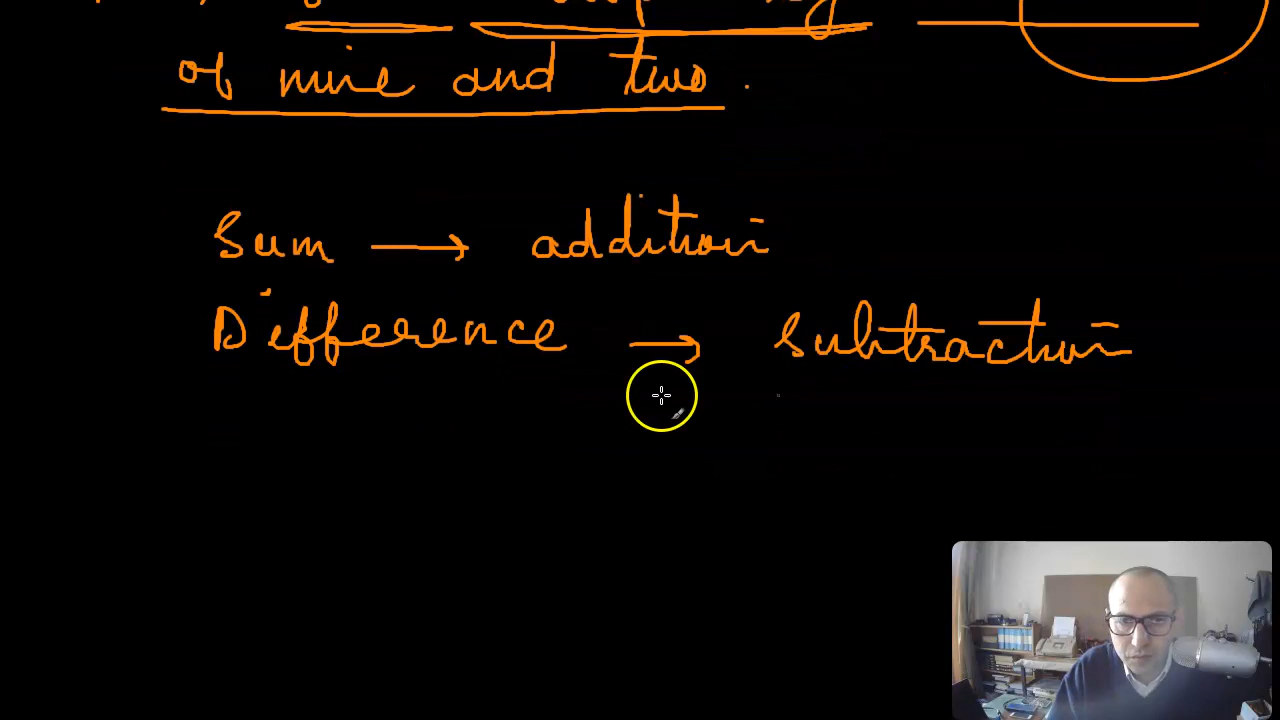 of nine and two.
Sum → addition
Difference → Subtraction